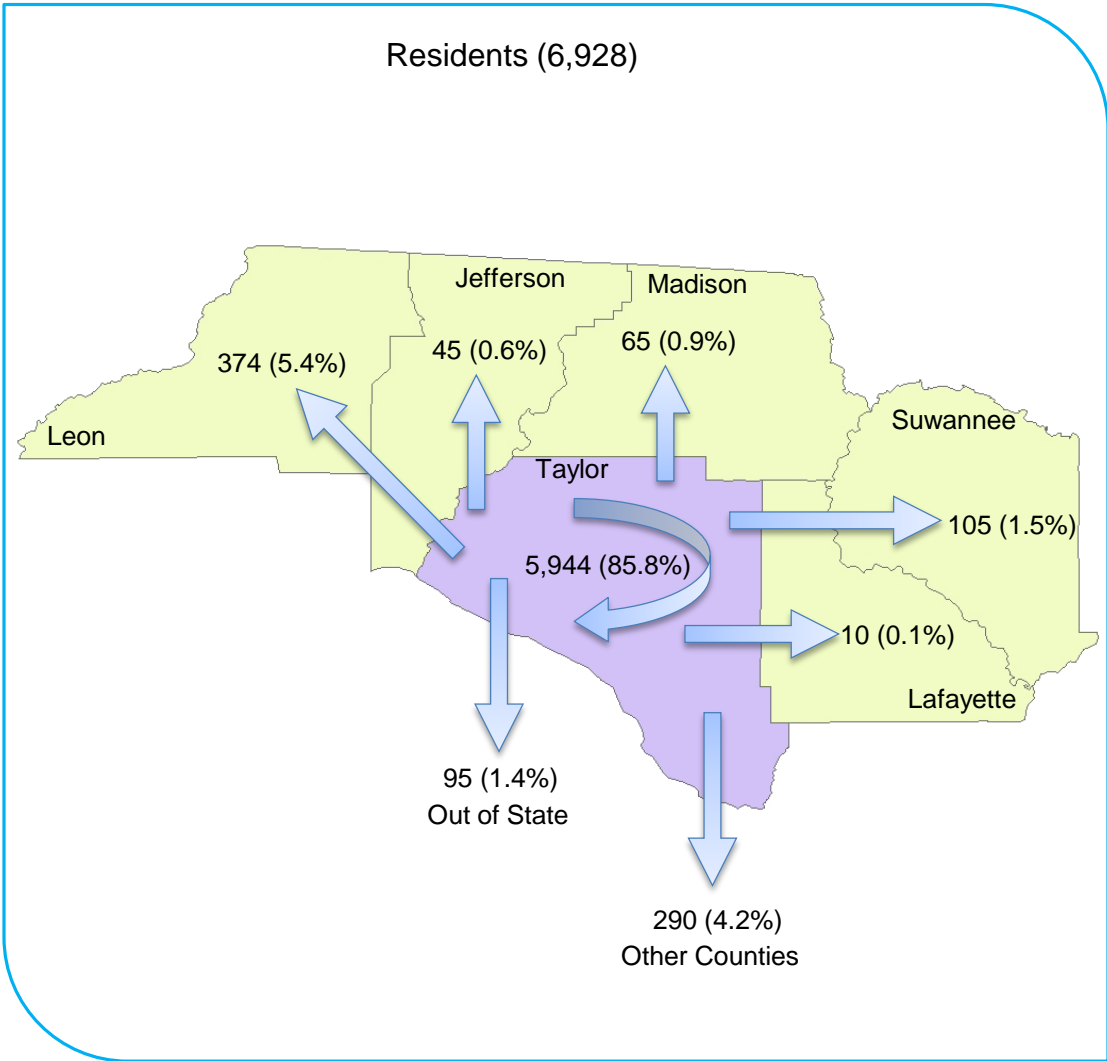 Residents (6,928)
Jefferson
Madison
45 (0.6%)
65 (0.9%)
374 (5.4%)
Suwannee
Leon
Taylor
105 (1.5%)
5,944 (85.8%)
10 (0.1%)
Lafayette
95 (1.4%)
Out of State
290 (4.2%)
Other Counties